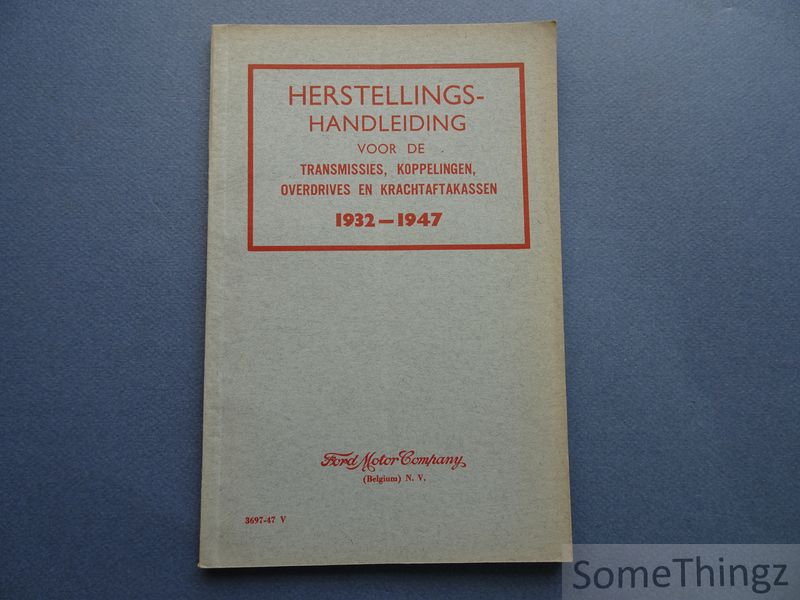 HERSTELLINGS-
HANDLEIDING
VOOR DE
TRANSMISSIES, KOPPELINGEN,
OVERDRIVES EN KRACHTAFTAKASSEN
1932-1947
Ford Motor Company
(Belgium) N. V.
3697-47 V
SomeThingz